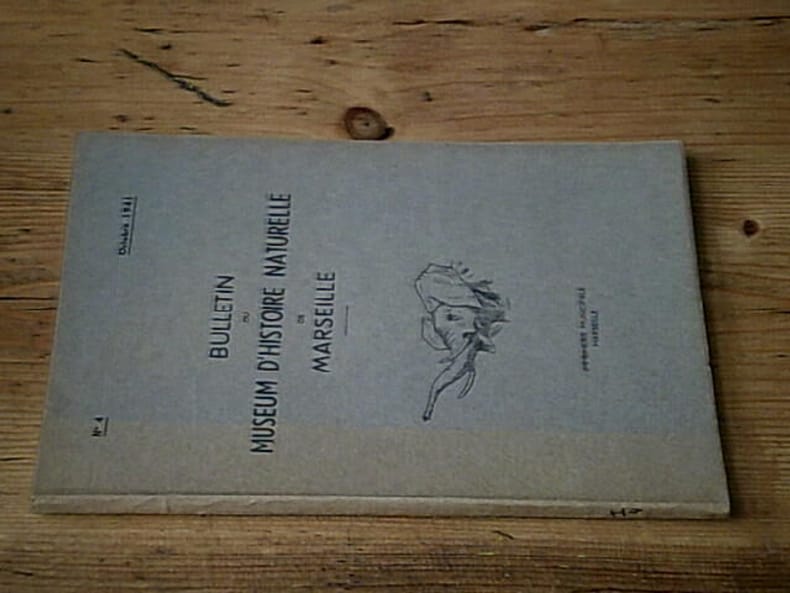 N° 4
Octobre 1941
BULLETIN
DU
MUSEUM D'HISTOIRE NATURELLE
DE
MARSEILLE
IMPRIMERIE MUNICIPALE
MARSEILLE